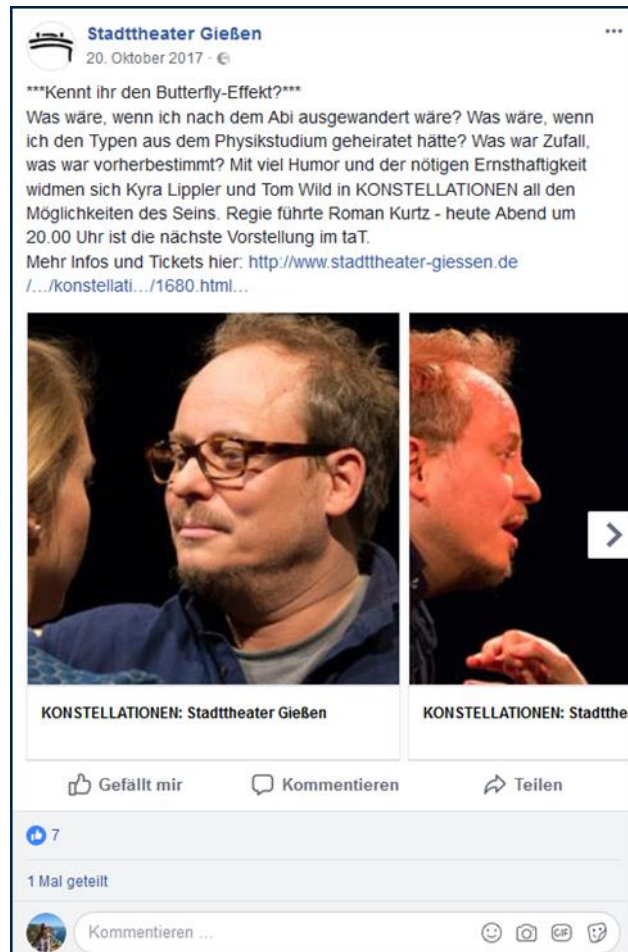 Stadttheater Gießen
20. Oktober 2017 ·
***Kennt ihr den Butterfly-Effekt?***
Was wäre, wenn ich nach dem Abi ausgewandert wäre? Was wäre, wenn
ich den Typen aus dem Physikstudium geheiratet hätte? Was war Zufall,
was war vorherbestimmt? Mit viel Humor und der nötigen Ernsthaftigkeit
widmen sich Kyra Lippler und Tom Wild in KONSTELLATIONEN all den
Möglichkeiten des Seins. Regie führte Roman Kurtz - heute Abend um
20.00 Uhr ist die nächste Vorstellung im taT.
Mehr Infos und Tickets hier: http://www.stadttheater-giessen.de
/.../konstellati.../1680.html...
KONSTELLATIONEN: Stadttheater Gießen
KONSTELLATIONEN: Stadtthe
Gefällt mir Kommentieren Teilen
7
1 Mal geteilt
Kommentieren ...
GIF